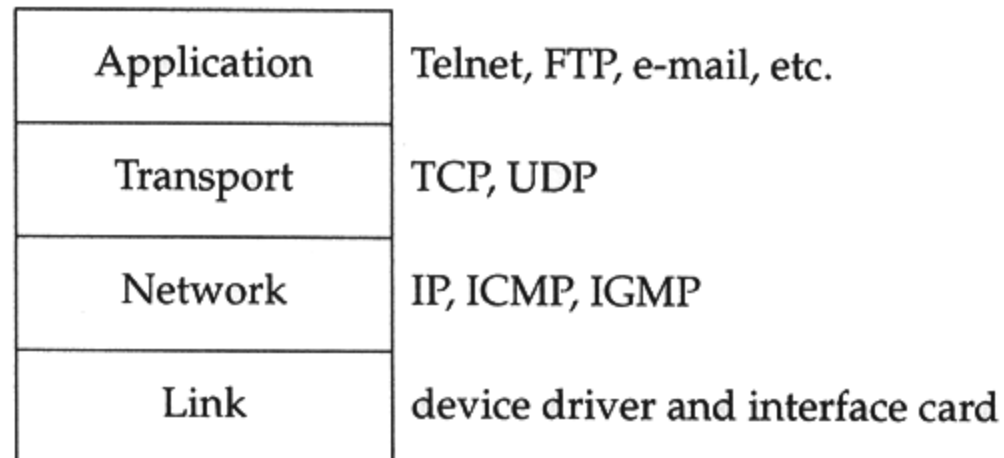 Application Telnet, FTP, e-mail, etc.
Transport TCP, UDP
Network IP, ICMP, IGMP
Link device driver and interface card